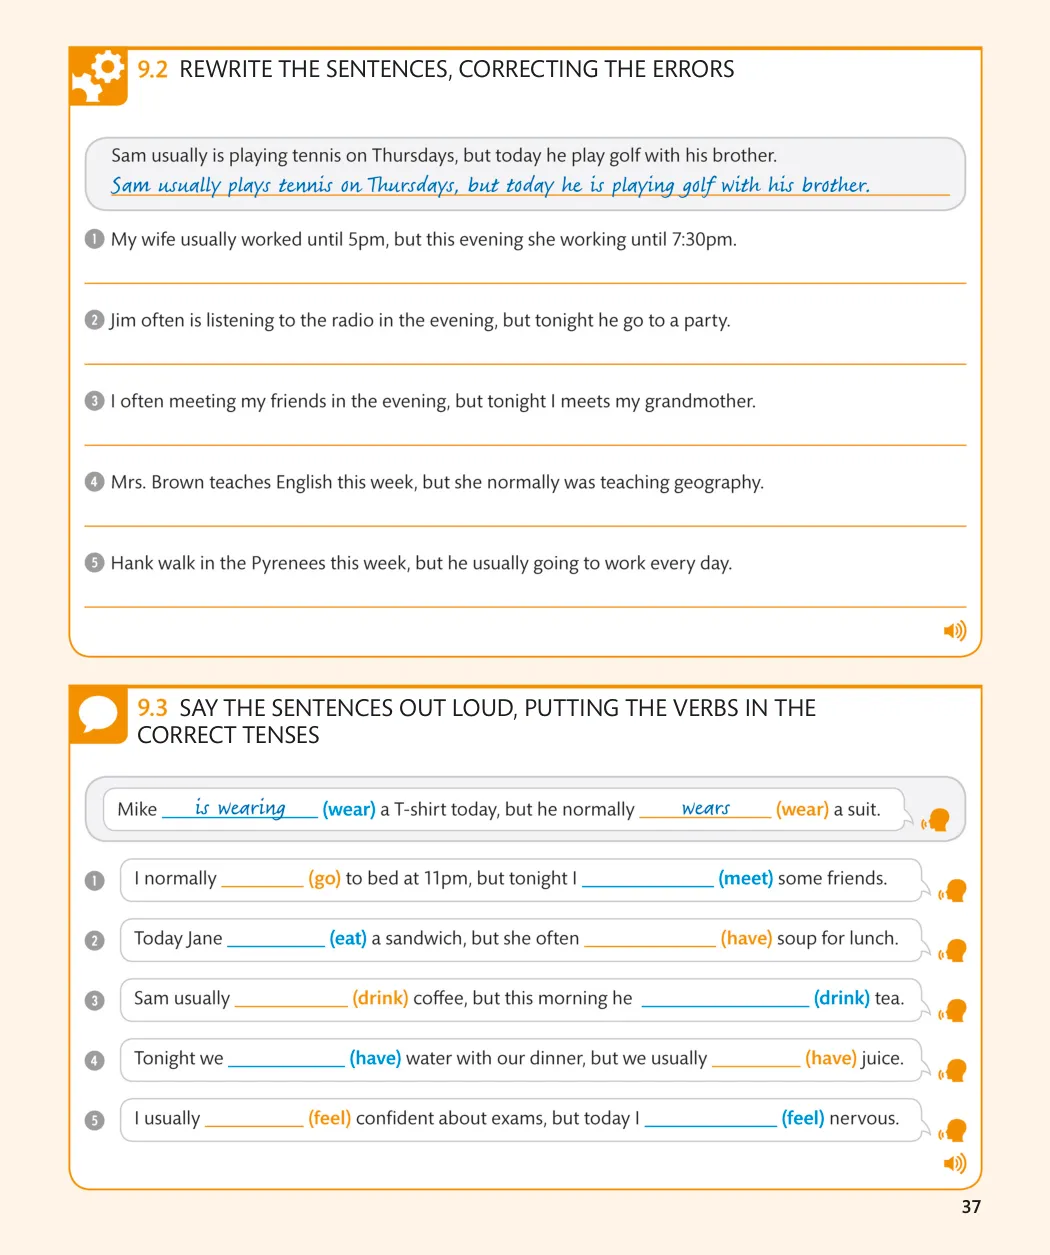 9.2 REWRITE THE SENTENCES, CORRECTING THE ERRORS
Sam usually is playing tennis on Thursdays, but today he play golf with his brother.
Sam usually plays tennis on Thursdays, but today he is playing golf with his brother.
1 My wife usually worked until 5pm, but this evening she working until 7:30pm.
2 Jim often is listening to the radio in the evening, but tonight he go to a party.
3 I often meeting my friends in the evening, but tonight I meets my grandmother.
4 Mrs. Brown teaches English this week, but she normally was teaching geography.
5 Hank walk in the Pyrenees this week, but he usually going to work every day.
9.3 SAY THE SENTENCES OUT LOUD, PUTTING THE VERBS IN THE
CORRECT TENSES
Mike is wearing (wear) a T-shirt today, but he normally wears (wear) a suit.
1 I normally ________ (go) to bed at 11pm, but tonight I ________ (meet) some friends.
2 Today Jane ________ (eat) a sandwich, but she often ________ (have) soup for lunch.
3 Sam usually ________ (drink) coffee, but this morning he ________ (drink) tea.
4 Tonight we ________ (have) water with our dinner, but we usually ________ (have) juice.
5 I usually ________ (feel) confident about exams, but today I ________ (feel) nervous.
37